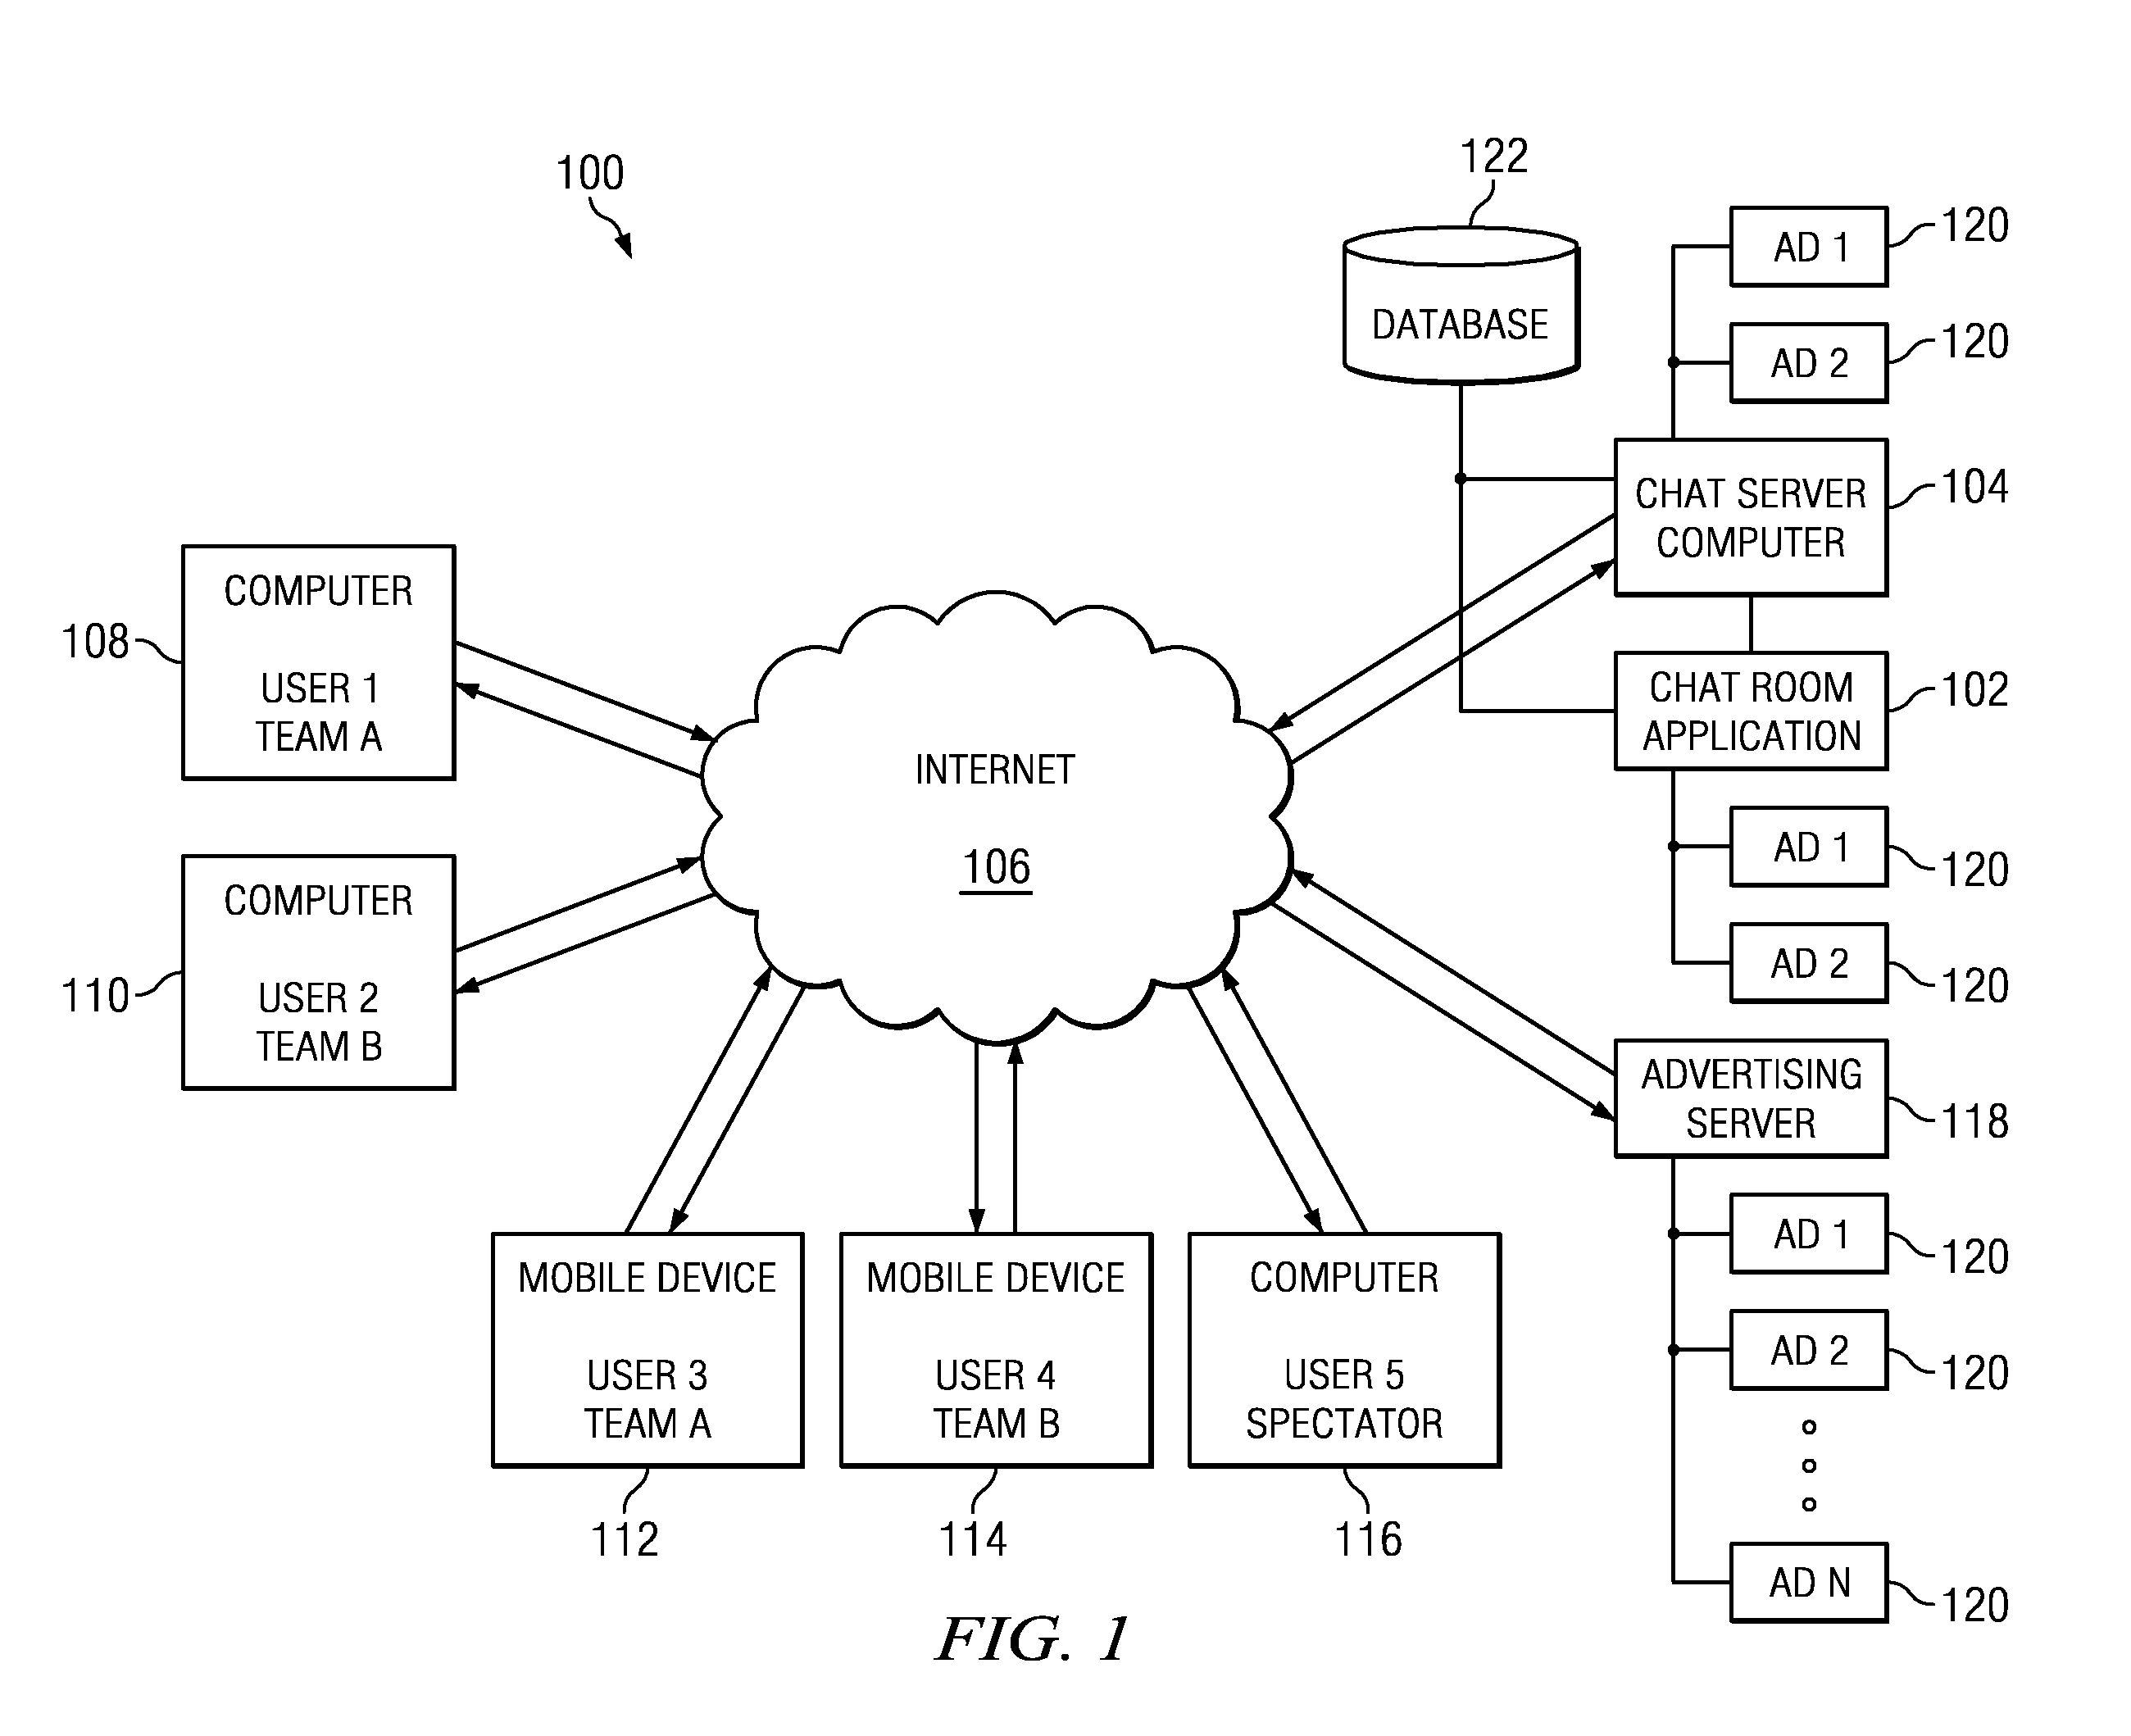 100
122
DATABASE
AD 1
120
AD 2
120
CHAT SERVER
COMPUTER
104
CHAT ROOM
APPLICATION
102
AD 1
120
AD 2
120
COMPUTER
USER 1
TEAM A
108
COMPUTER
USER 2
TEAM B
110
INTERNET
106
ADVERTISING
SERVER
118
AD 1
120
AD 2
120
AD N
120
MOBILE DEVICE
USER 3
TEAM A
112
MOBILE DEVICE
USER 4
TEAM B
114
COMPUTER
USER 5
SPECTATOR
116
FIG. 1